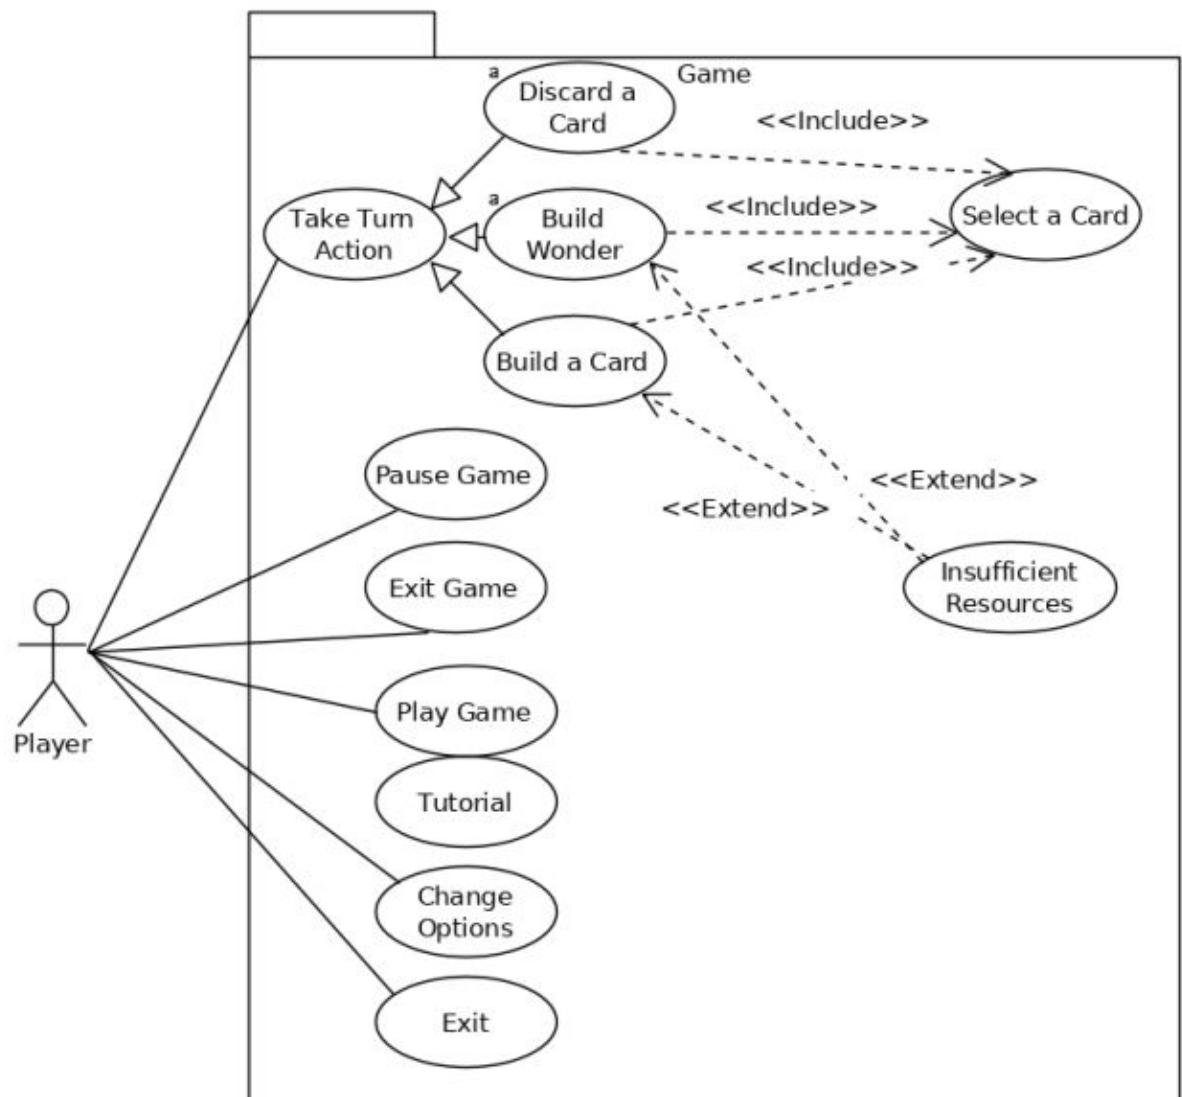 a
Discard a
Card
Game
<<Include>>
Take Turn
Action
a
Build
Wonder
<<Include>>
Select a Card
<<Include>>
Build a Card
Pause Game
<<Extend>>
<<Extend>>
Exit Game
Insufficient
Resources
Play Game
Player
Tutorial
Change
Options
Exit